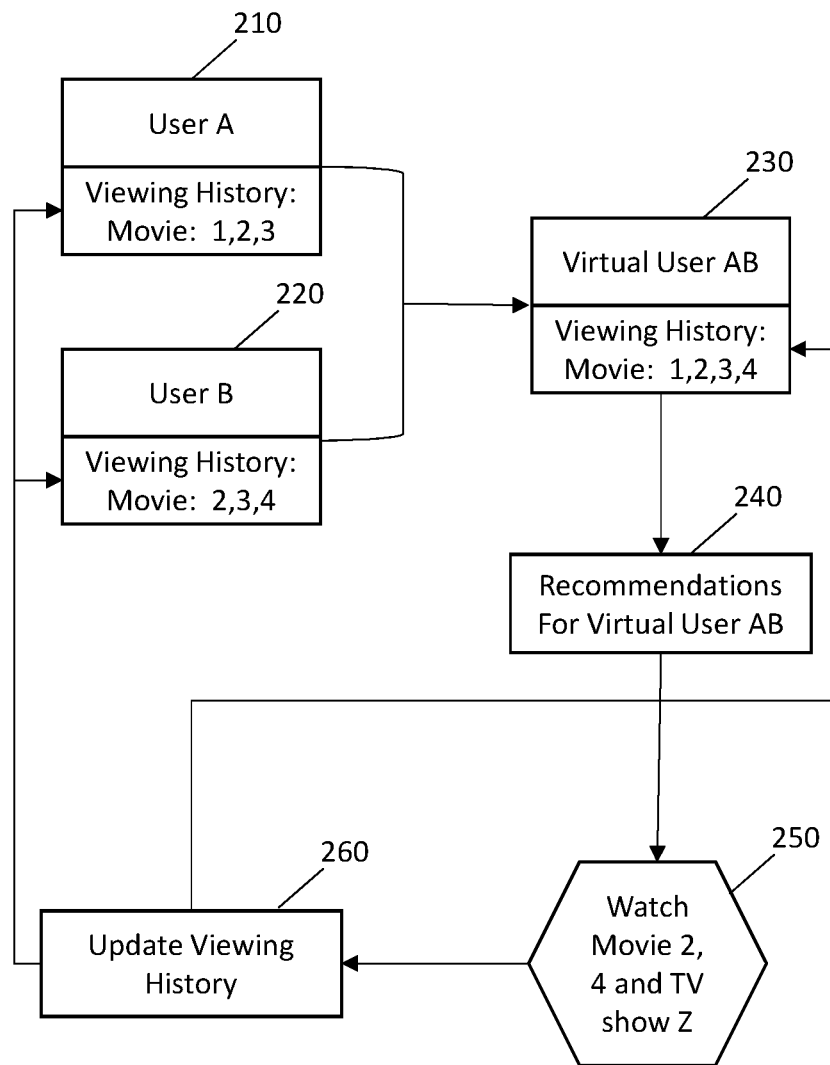 210
User A
Viewing History:
Movie: 1,2,3
220
User B
Viewing History:
Movie: 2,3,4
230
Virtual User AB
Viewing History:
Movie: 1,2,3,4
240
Recommendations
For Virtual User AB
250
Watch
Movie 2,
4 and TV
show Z
260
Update Viewing
History